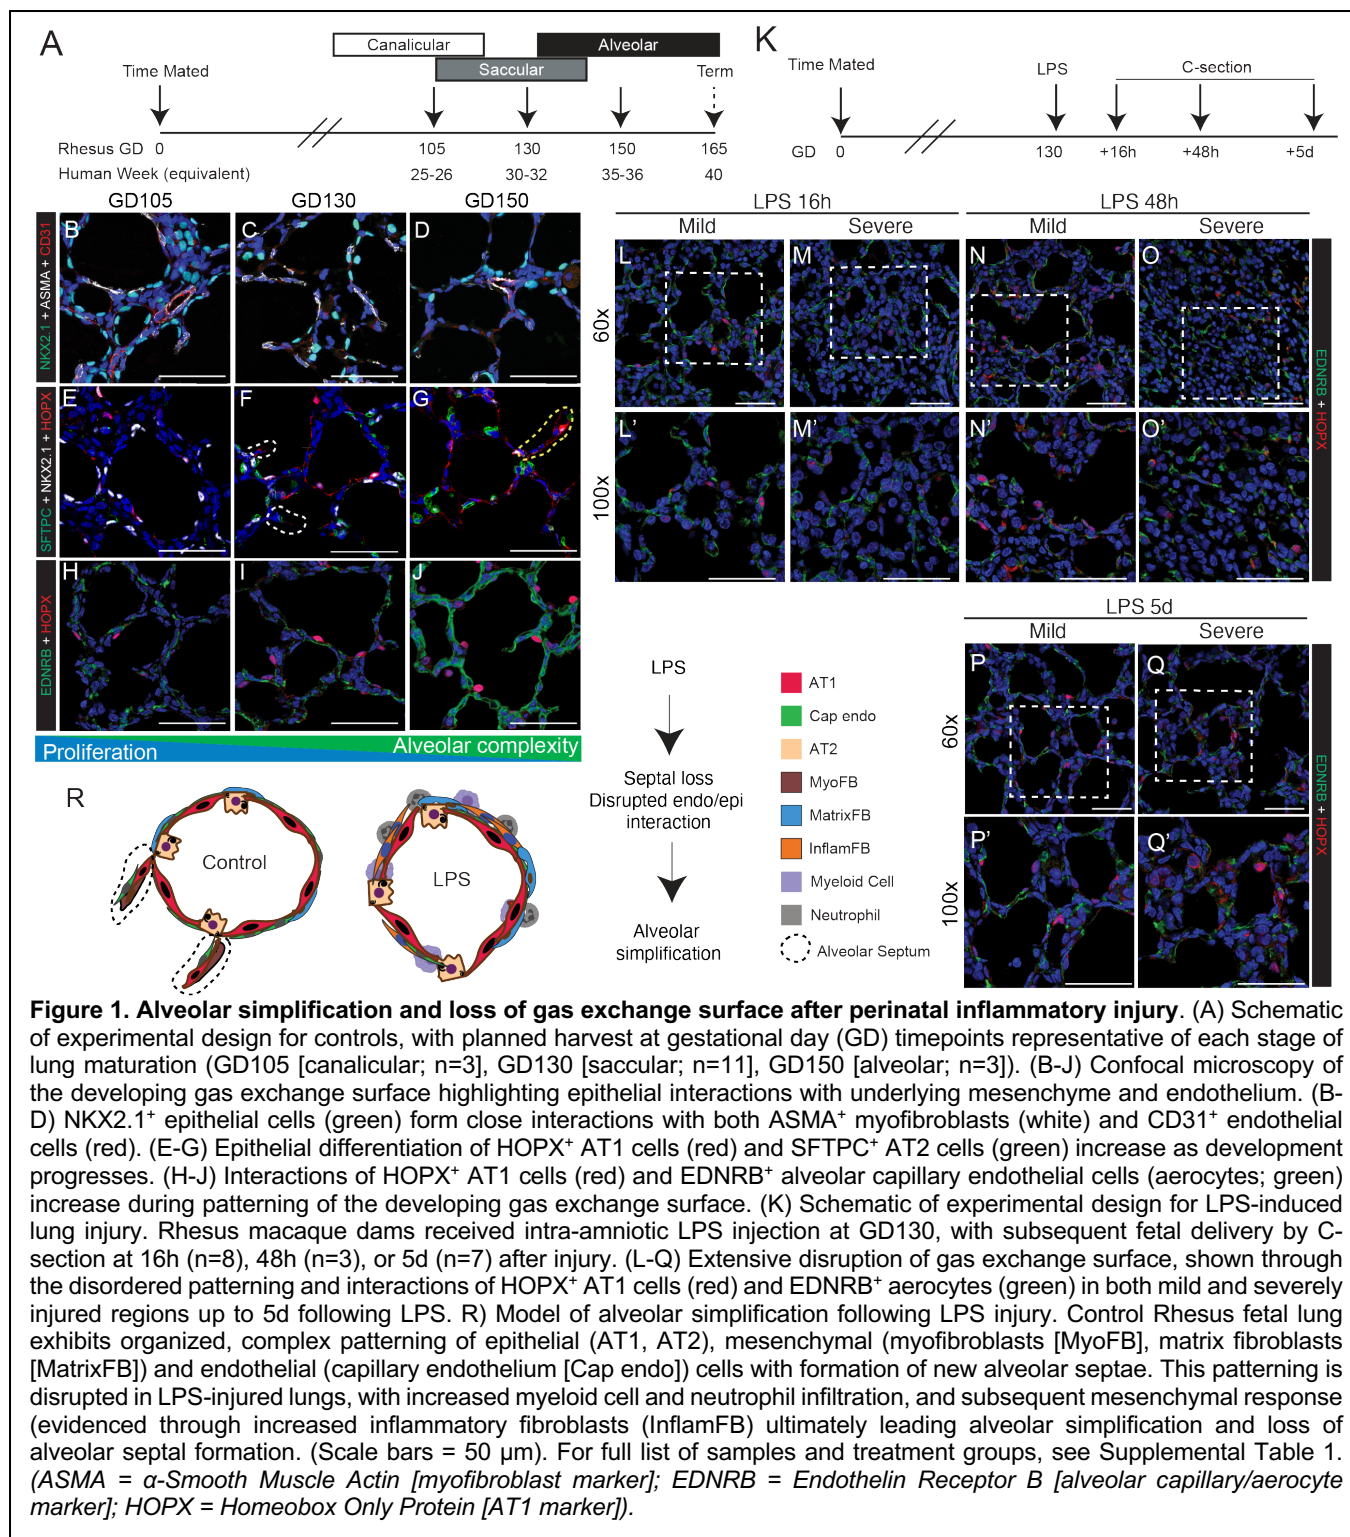 A
Canalicular
Alveolar
Saccular
Time Mated
Term
Rhesus GD 0 105 130 150 165
Human Week (equivalent) 25-26 30-32 35-36 40
K
Time Mated
LPS
C-section
GD 0 130 +16h +48h +5d
GD105 GD130 GD150
B C D
NKX2.1 + ASMA + CD31
E F G
SFTPC + NKX2.1 + HOPX
H I J
EDNRB + HOPX
Proliferation
Alveolar complexity
LPS 16h LPS 48h
Mild Severe Mild Severe
L M N O
60x
L' M' N' O'
100x
EDNRB + HOPX
LPS 5d
Mild Severe
P Q
60x
P' Q'
100x
EDNRB + HOPX
R
Control
LPS
LPS
Septal loss
Disrupted endo/epi
interaction
Alveolar
simplification
AT1
Cap endo
AT2
MyoFB
MatrixFB
InflamFB
Myeloid Cell
Neutrophil
Alveolar Septum
Figure 1. Alveolar simplification and loss of gas exchange surface after perinatal inflammatory injury. (A) Schematic
of experimental design for controls, with planned harvest at gestational day (GD) timepoints representative of each stage of
lung maturation (GD105 [canalicular; n=3], GD130 [saccular; n=11], GD150 [alveolar; n=3]). (B-J) Confocal microscopy of
the developing gas exchange surface highlighting epithelial interactions with underlying mesenchyme and endothelium. (B-
D) NKX2.1⁺ epithelial cells (green) form close interactions with both ASMA⁺ myofibroblasts (white) and CD31⁺ endothelial
cells (red). (E-G) Epithelial differentiation of HOPX⁺ AT1 cells (red) and SFTPC⁺ AT2 cells (green) increase as development
progresses. (H-J) Interactions of HOPX⁺ AT1 cells (red) and EDNRB⁺ alveolar capillary endothelial cells (aerocytes; green)
increase during patterning of the developing gas exchange surface. (K) Schematic of experimental design for LPS-induced
lung injury. Rhesus macaque dams received intra-amniotic LPS injection at GD130, with subsequent fetal delivery by C-
section at 16h (n=8), 48h (n=3), or 5d (n=7) after injury. (L-Q) Extensive disruption of gas exchange surface, shown through
the disordered patterning and interactions of HOPX⁺ AT1 cells (red) and EDNRB⁺ aerocytes (green) in both mild and severely
injured regions up to 5d following LPS. R) Model of alveolar simplification following LPS injury. Control Rhesus fetal lung
exhibits organized, complex patterning of epithelial (AT1, AT2), mesenchymal (myofibroblasts [MyoFB], matrix fibroblasts
[MatrixFB]) and endothelial (capillary endothelium [Cap endo]) cells with formation of new alveolar septae. This patterning is
disrupted in LPS-injured lungs, with increased myeloid cell and neutrophil infiltration, and subsequent mesenchymal response
(evidenced through increased inflammatory fibroblasts (InflamFB) ultimately leading alveolar simplification and loss of
alveolar septal formation. (Scale bars = 50 µm). For full list of samples and treatment groups, see Supplemental Table 1.
(ASMA = α-Smooth Muscle Actin [myofibroblast marker]; EDNRB = Endothelin Receptor B [alveolar capillary/aerocyte
marker]; HOPX = Homeobox Only Protein [AT1 marker]).